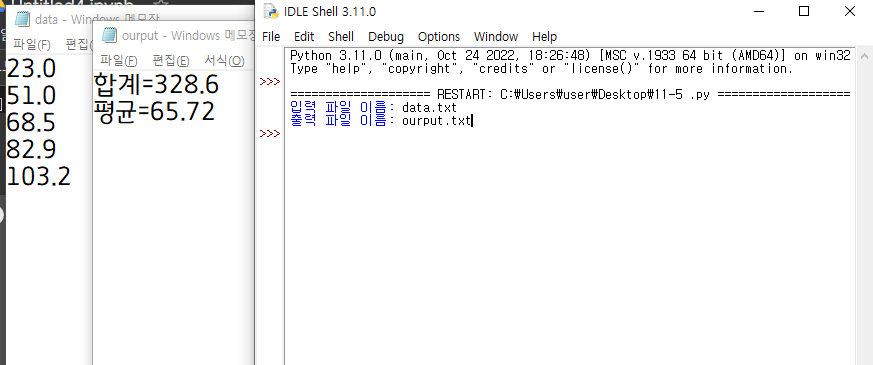 Untitled4.ipynb
data - Windows 메모장
파일(F) 편집(
23.0
51.0
68.5
82.9
103.2
ourput - Windows 메모장
파일(F) 편집(E) 서식(O)
합계=328.6
평균=65.72
IDLE Shell 3.11.0
File Edit Shell Debug Options Window Help
Python 3.11.0 (main, Oct 24 2022, 18:26:48) [MSC v.1933 64 bit (AMD64)] on win32
Type "help", "copyright", "credits" or "license()" for more information.
>>>
==================== RESTART: C:₩Users₩user₩Desktop₩11-5 .py ===================
입력 파일 이름: data.txt
출력 파일 이름: ourput.txt
>>>